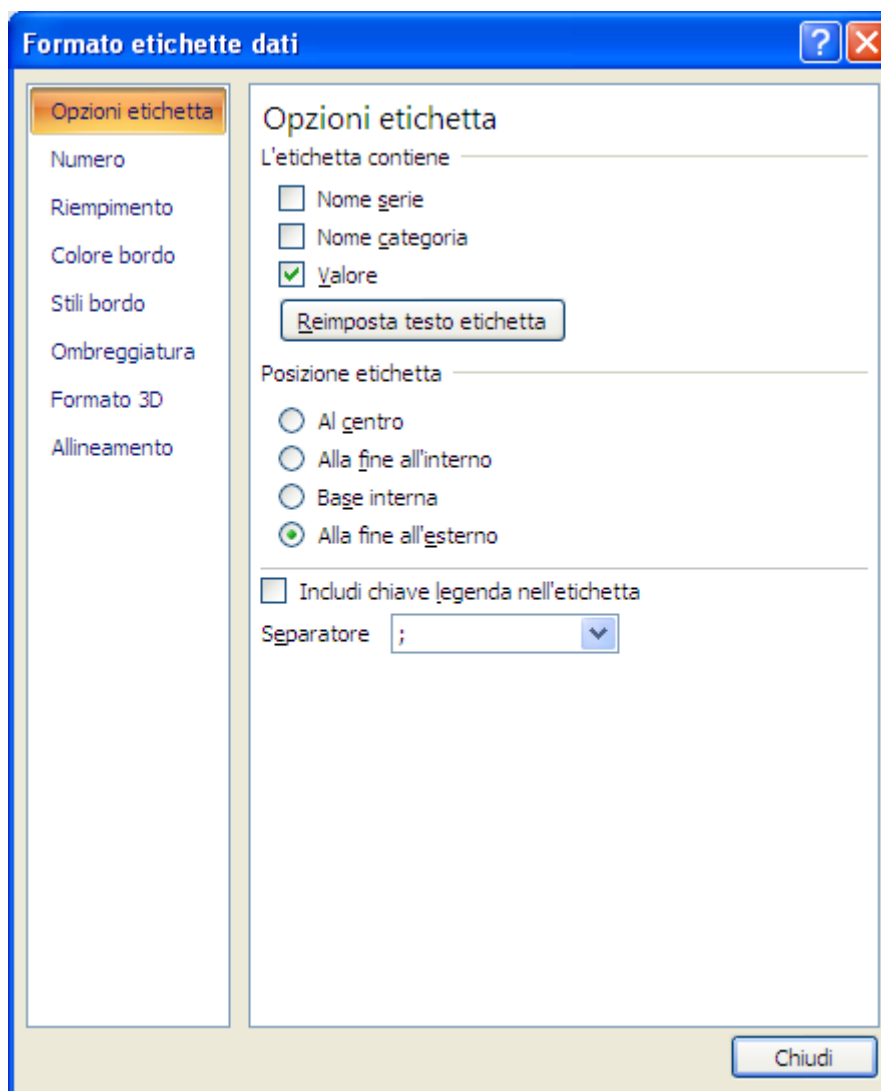 Formato etichette dati
Opzioni etichetta
Numero
Riempimento
Colore bordo
Stili bordo
Ombreggiatura
Formato 3D
Allineamento
Opzioni etichetta
L'etichetta contiene
Nome serie
Nome categoria
Valore
Reimposta testo etichetta
Posizione etichetta
Al centro
Alla fine all'interno
Base interna
Alla fine all'esterno
Includi chiave legenda nell'etichetta
Separatore ;
Chiudi